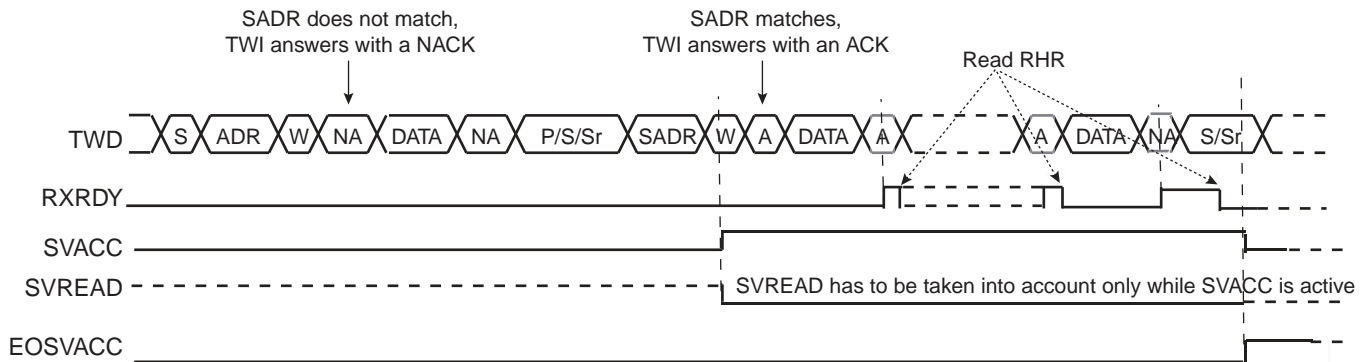 SADR does not match,
TWI answers with a NACK
SADR matches,
TWI answers with an ACK
Read RHR
TWD S ADR W NA DATA NA P/S/Sr SADR W A DATA A A DATA NA S/Sr
RXRDY
SVACC
SVREAD SVREAD has to be taken into account only while SVACC is active
EOSVACC